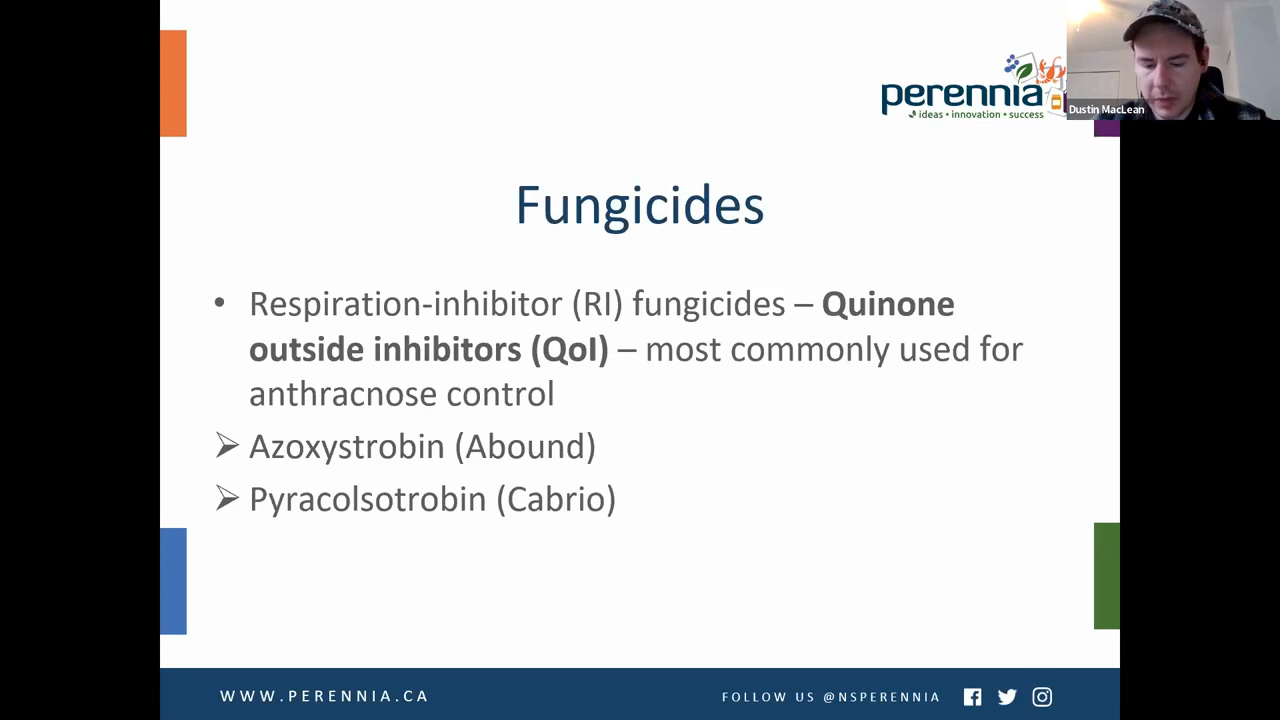 perennia
ideas • innovation • success
Dustin MacLean
Fungicides
• Respiration-inhibitor (RI) fungicides – Quinone
outside inhibitors (QoI) – most commonly used for
anthracnose control
➢ Azoxystrobin (Abound)
➢ Pyracolsotrobin (Cabrio)
WWW.PERENNIA.CA
FOLLOW US @NSPERENNIA